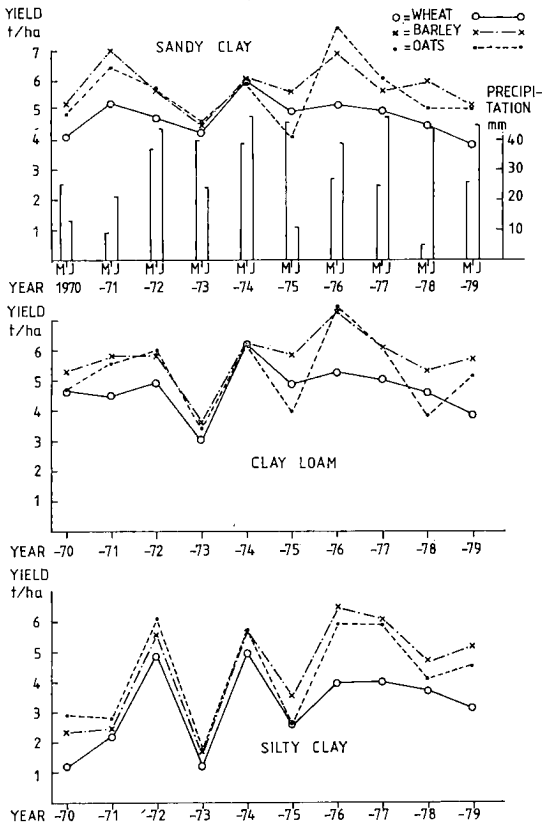 YIELD
t/ha
SANDY CLAY
o = WHEAT
x = BARLEY
• = OATS
PRECIPI-
TATION
mm
7
6
5
4
3
2
1
40
30
20
10
M J M J M J M J M J M J M J M J M J M J
YEAR 1970 -71 -72 -73 -74 -75 -76 -77 -78 -79
YIELD
t/ha
6
5
4
3
2
1
CLAY LOAM
YEAR -70 -71 -72 -73 -74 -75 -76 -77 -78 -79
YIELD
t/ha
6
5
4
3
2
1
SILTY CLAY
YEAR -70 -71 -72 -73 -74 -75 -76 -77 -78 -79